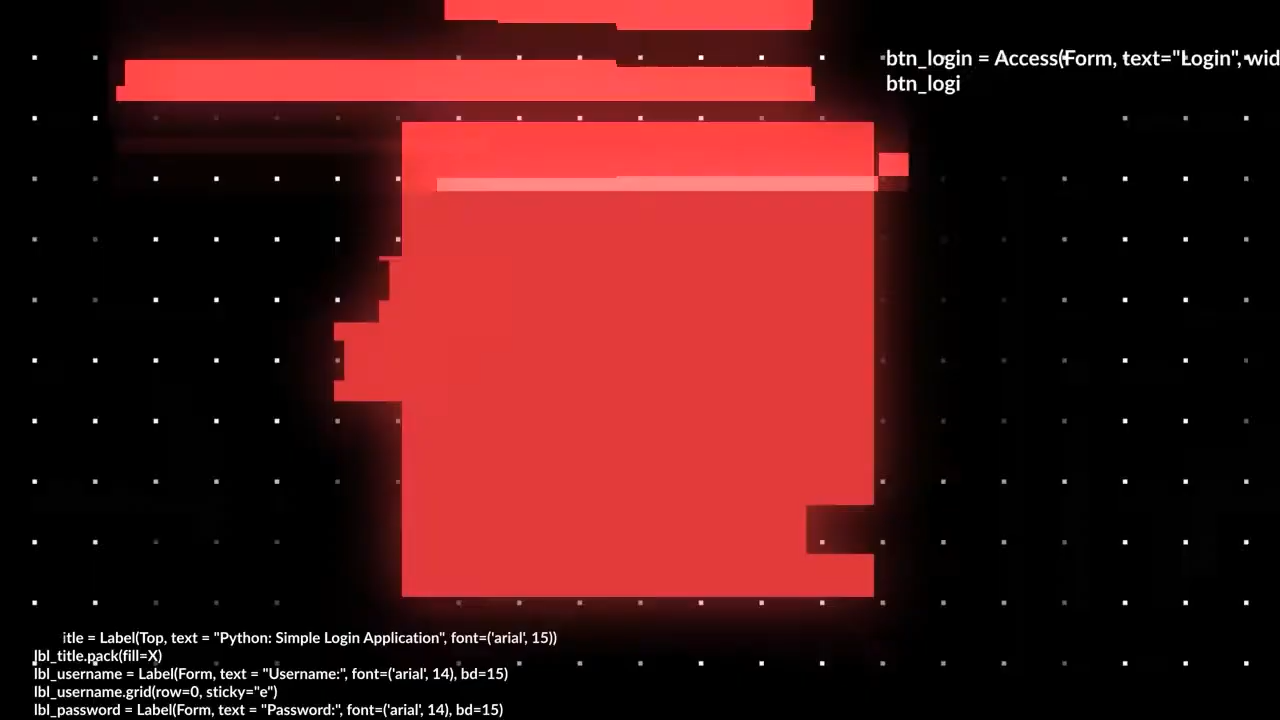 btn_login = Access(Form, text="Login", wid
btn_logi
itle = Label(Top, text = "Python: Simple Login Application", font=('arial', 15))
lbl_title.pack(fill=X)
lbl_username = Label(Form, text = "Username:", font=('arial', 14), bd=15)
lbl_username.grid(row=0, sticky="e")
lbl_password = Label(Form, text = "Password:", font=('arial', 14), bd=15)